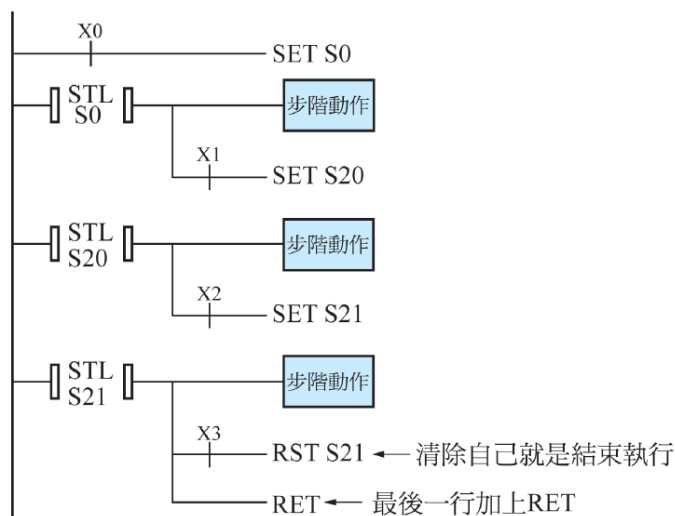 X0
SET S0
STL
S0
步階動作
X1
SET S20
STL
S20
步階動作
X2
SET S21
STL
S21
步階動作
X3
RST S21 清除自己就是結束執行
RET 最後一行加上RET